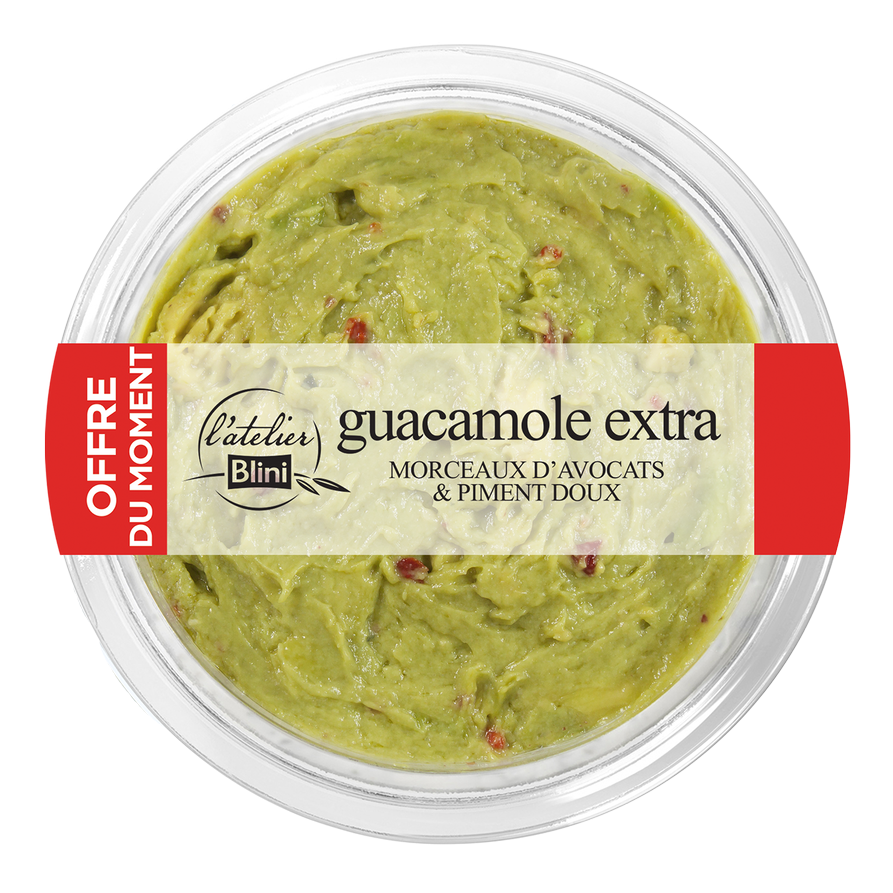 OFFRE
DU MOMENT
l'atelier
Blini
guacamole extra
MORCEAUX D'AVOCATS
& PIMENT DOUX